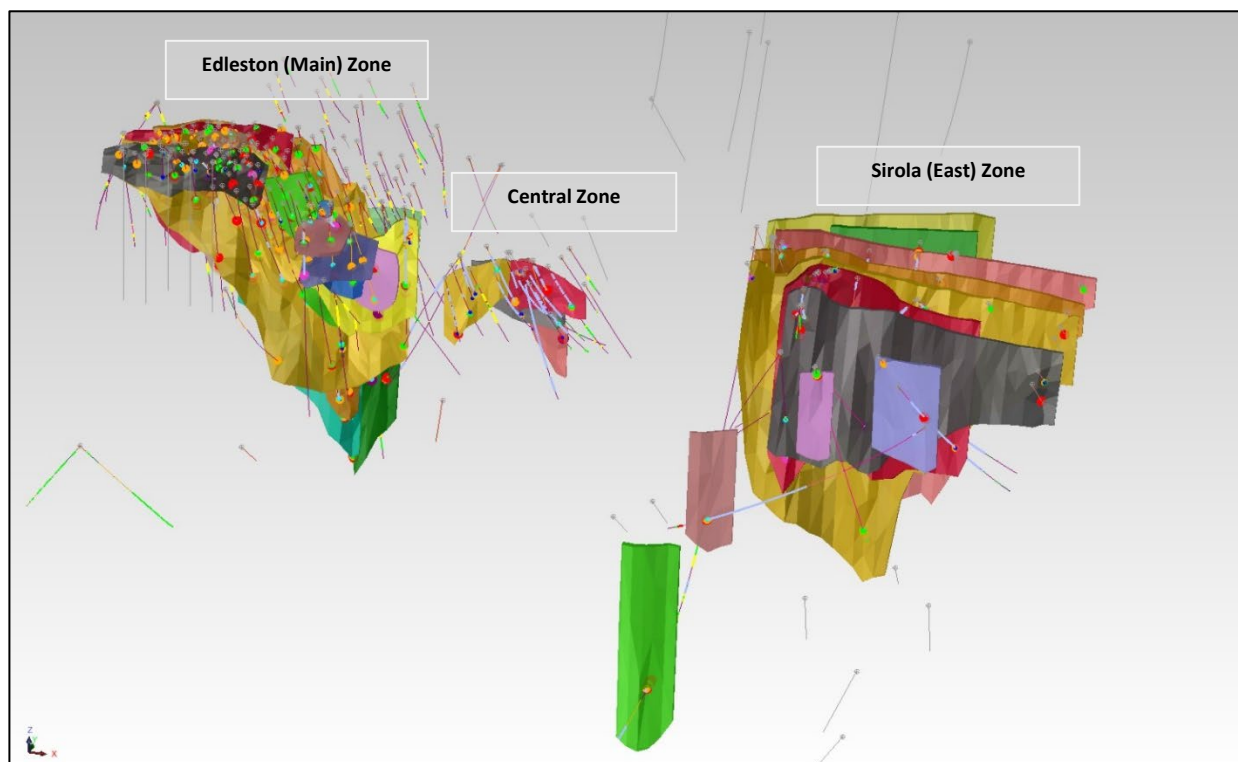 Edleston (Main) Zone
Sirola (East) Zone
Central Zone
Z
Y
X